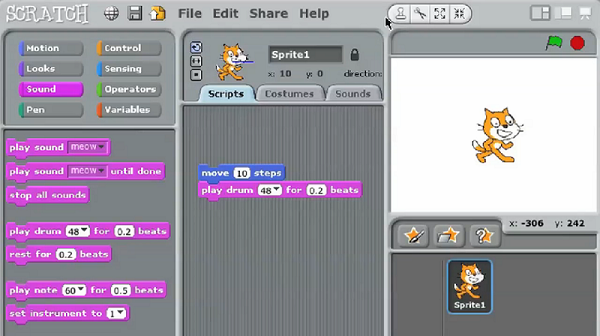 SCRATCH File Edit Share Help
Motion Control
Looks Sensing
Sound Operators
Pen Variables
play sound meow
play sound meow until done
stop all sounds
play drum 48 for 0.2 beats
rest for 0.2 beats
play note 60 for 0.5 beats
set instrument to 1
Sprite1
x: 10 y: 0 direction:
Scripts Costumes Sounds
move 10 steps
play drum 48 for 0.2 beats
x: -306 y: 242
Sprite1